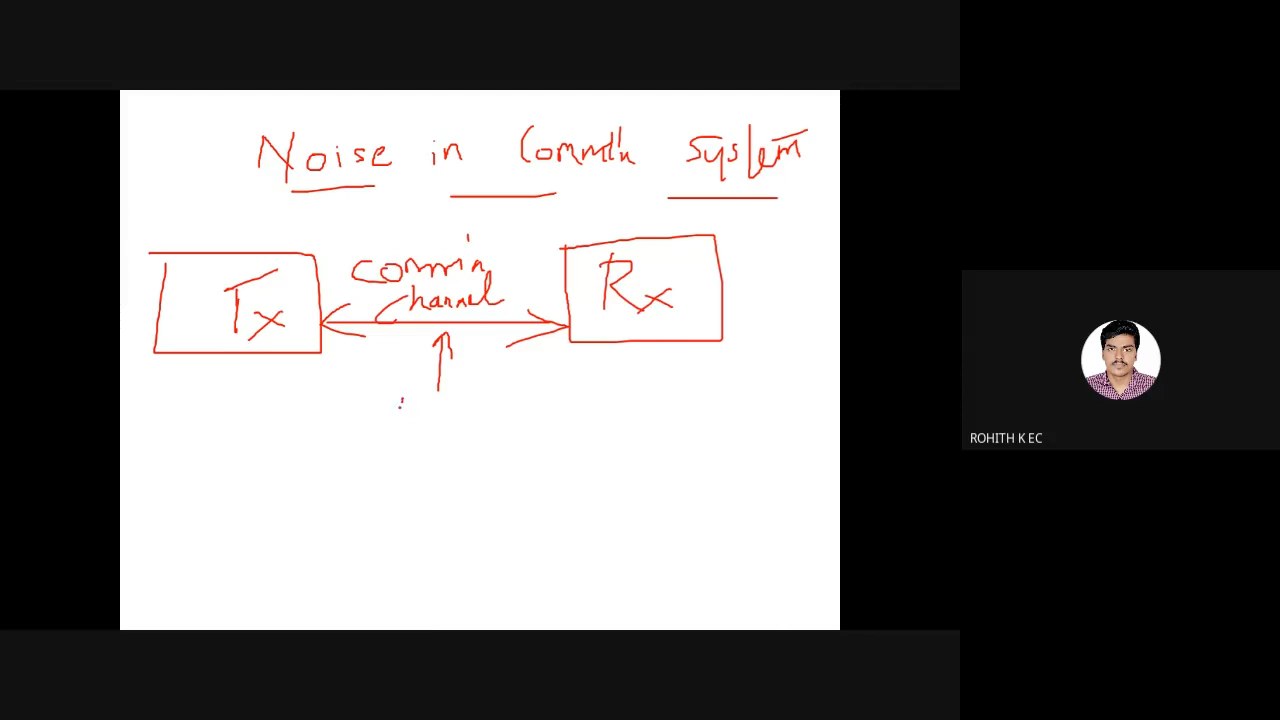 Noise in Commn system
Tx
Commn
channel
Rx
ROHITH K EC